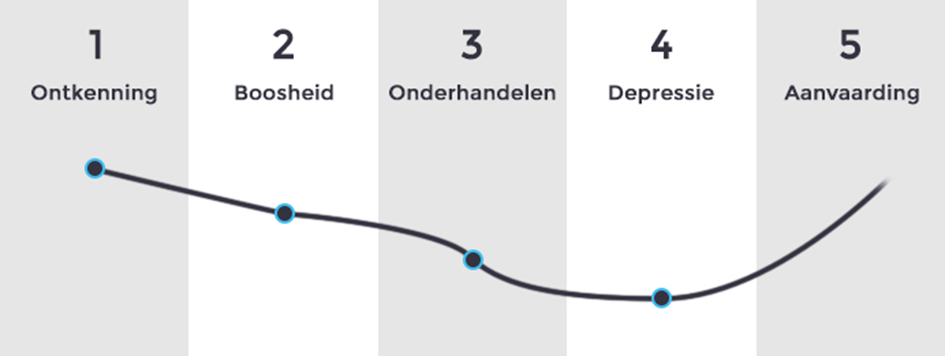 1
Ontkenning
2
Boosheid
3
Onderhandelen
4
Depressie
5
Aanvaarding